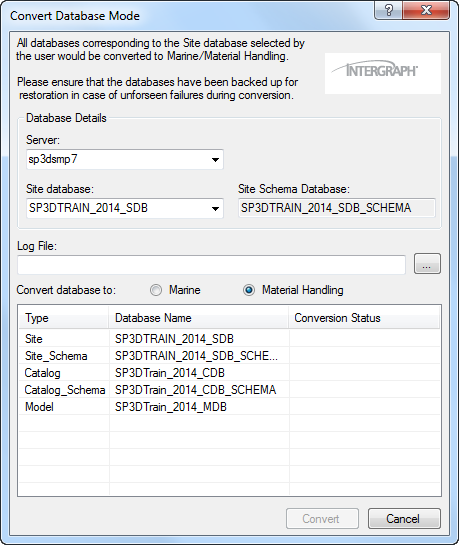 Convert Database Mode
?
All databases corresponding to the Site database selected by
the user would be converted to Marine/Material Handling.
INTERGRAPH®
Please ensure that the databases have been backed up for
restoration in case of unforseen failures during conversion.
Database Details
Server:
sp3dsmp7
Site database: Site Schema Database:
SP3DTRAIN_2014_SDB SP3DTRAIN_2014_SDB_SCHEMA
Log File:
...
Convert database to: Marine Material Handling
Type Database Name Conversion Status
Site SP3DTRAIN_2014_SDB
Site_Schema SP3DTRAIN_2014_SDB_SCHE...
Catalog SP3DTrain_2014_CDB
Catalog_Schema SP3DTrain_2014_CDB_SCHEMA
Model SP3DTrain_2014_MDB
Convert Cancel